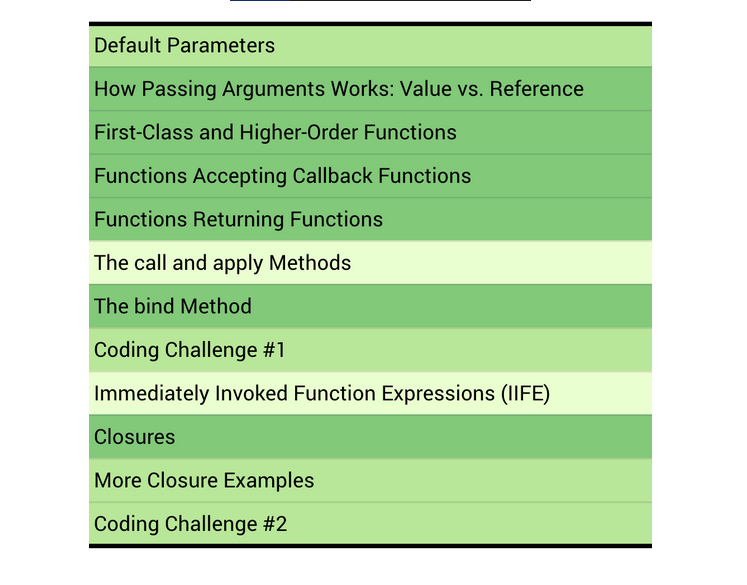 Default Parameters
How Passing Arguments Works: Value vs. Reference
First-Class and Higher-Order Functions
Functions Accepting Callback Functions
Functions Returning Functions
The call and apply Methods
The bind Method
Coding Challenge #1
Immediately Invoked Function Expressions (IIFE)
Closures
More Closure Examples
Coding Challenge #2